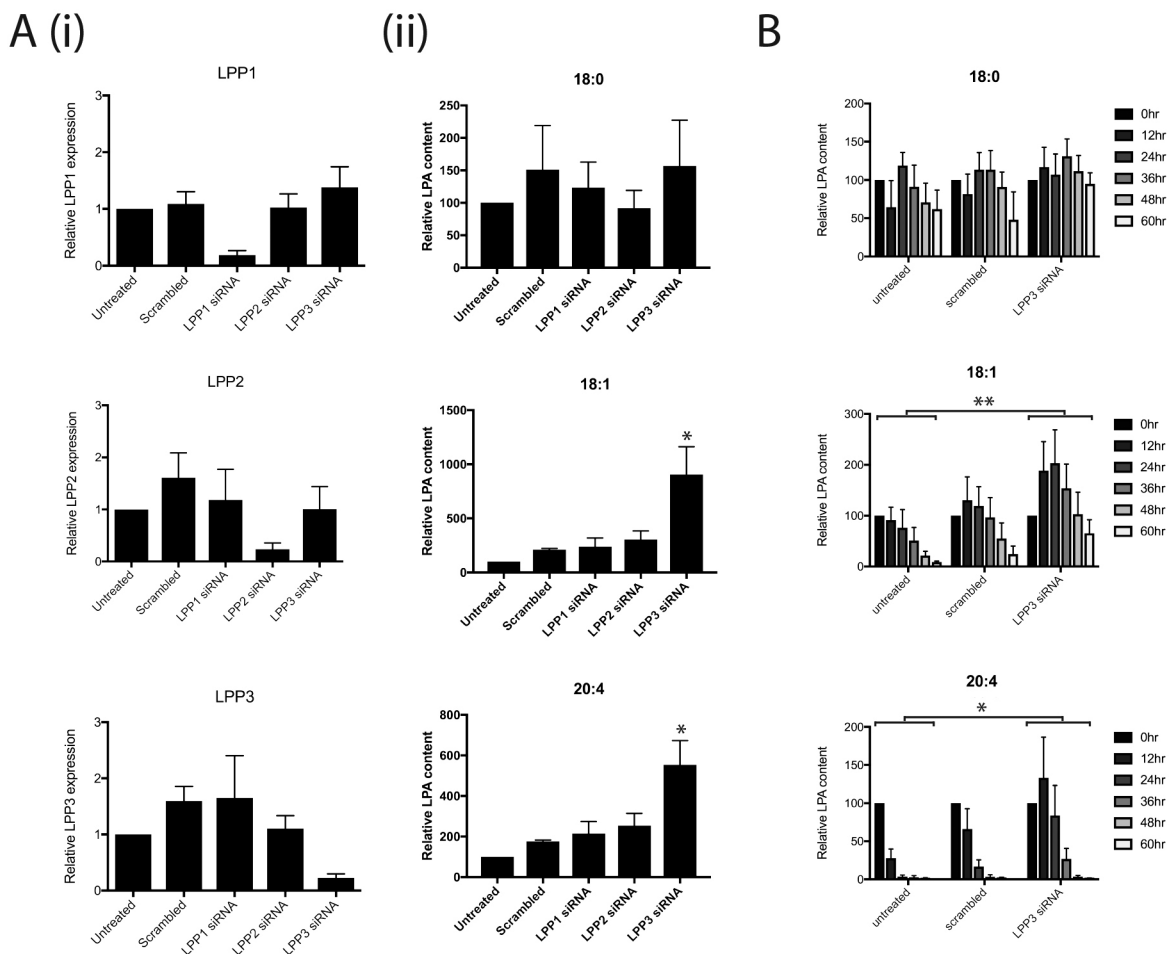 A (i)
LPP1
Relative LPP1 expression
3
2
1
0
Untreated
Scrambled
LPP1 siRNA
LPP2 siRNA
LPP3 siRNA
LPP2
Relative LPP2 expression
3
2
1
0
Untreated
Scrambled
LPP1 siRNA
LPP2 siRNA
LPP3 siRNA
LPP3
Relative LPP3 expression
3
2
1
0
Untreated
Scrambled
LPP1 siRNA
LPP2 siRNA
LPP3 siRNA
(ii)
18:0
Relative LPA content
250
200
150
100
50
0
Untreated
Scrambled
LPP1 siRNA
LPP2 siRNA
LPP3 siRNA
18:1
Relative LPA content
1500
1000
500
0
*
Untreated
Scrambled
LPP1 siRNA
LPP2 siRNA
LPP3 siRNA
20:4
Relative LPA content
800
600
400
200
0
*
Untreated
Scrambled
LPP1 siRNA
LPP2 siRNA
LPP3 siRNA
B
18:0
Relative LPA content
200
150
100
50
0
untreated
scrambled
LPP3 siRNA
0hr
12hr
24hr
36hr
48hr
60hr
18:1
**
Relative LPA content
300
200
100
0
untreated
scrambled
LPP3 siRNA
0hr
12hr
24hr
36hr
48hr
60hr
20:4
*
Relative LPA content
200
150
100
50
0
untreated
scrambled
LPP3 siRNA
0hr
12hr
24hr
36hr
48hr
60hr